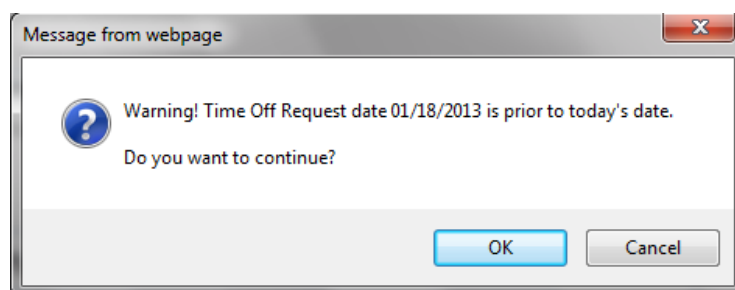 Message from webpage
Warning! Time Off Request date 01/18/2013 is prior to today's date.
Do you want to continue?
OK
Cancel